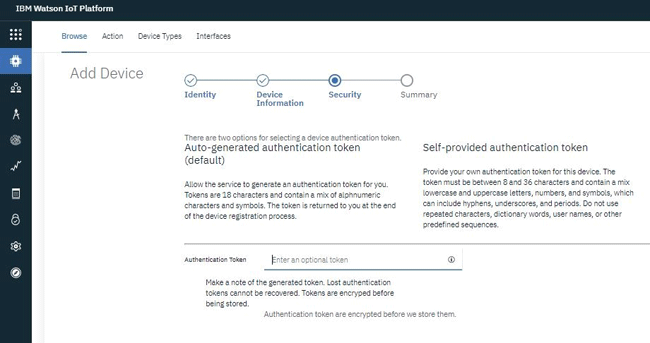 IBM Watson IoT Platform
Browse Action Device Types Interfaces
Add Device
Identity
Device
Information
Security
Summary
There are two options for selecting a device authentication token.
Auto-generated authentication token
(default)
Allow the service to generate an authentication token for you.
Tokens are 18 characters and contain a mix of alphnumeric
characters and symbols. The token is returned to you at the end
of the device registration process.
Self-provided authentication token
Provide your own authentication token for this device. The
token must be between 8 and 36 characters and contain a mix
lowercase and uppercase letters, numbers, and symbols, which
can include hyphens, underscores, and periods. Do not use
repeated characters, dictionary words, user names, or other
predefined sequences.
Authentication Token
Enter an optional token
Make a note of the generated token. Lost authentication
tokens cannot be recovered. Tokens are encryped before
being stored.
Authentication token are encrypted before we store them.